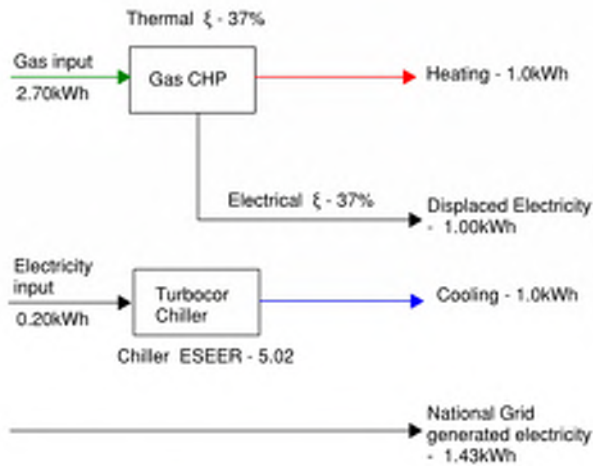 Thermal ξ - 37%
Gas input
2.70kWh
Gas CHP
Heating - 1.0kWh
Electrical ξ - 37%
Displaced Electricity
- 1.00kWh
Electricity
input
0.20kWh
Turbocor
Chiller
Cooling - 1.0kWh
Chiller ESEER - 5.02
National Grid
generated electricity
- 1.43kWh